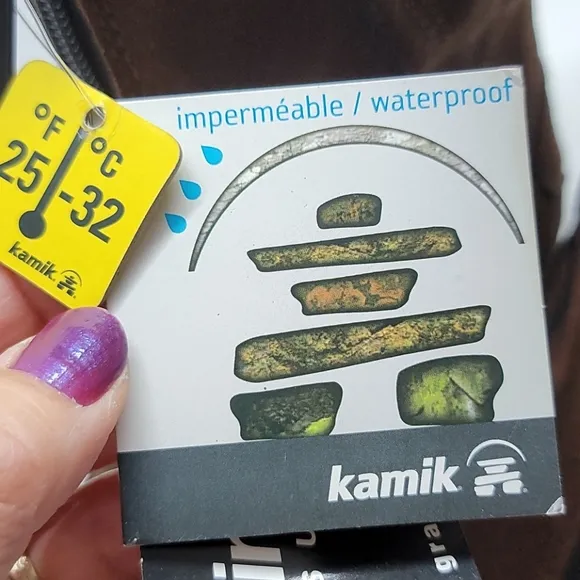 °F °C
25 -32
kamik
imperméable / waterproof
kamik